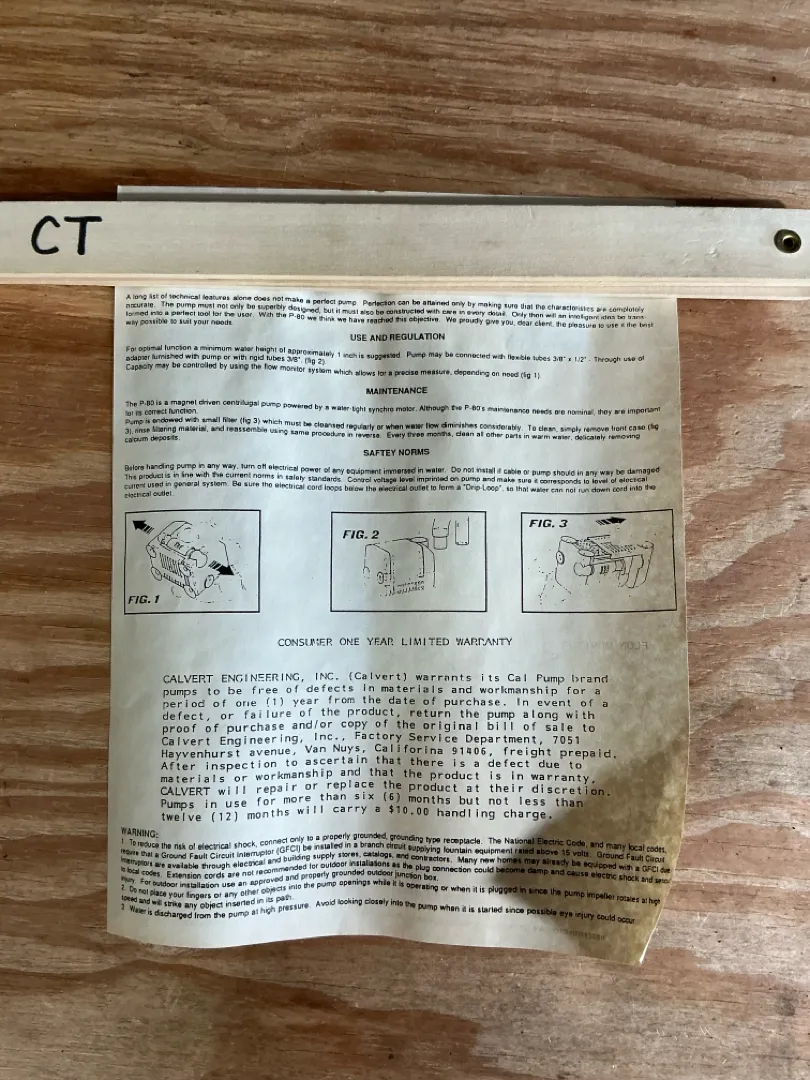 CT
A long list of technical features alone does not make a perfect pump. Perfection can be attained only by making sure that the characteristics are completely
accurate. The pump must not only be superbly designed, but it must also be constructed with care in every detail. Only then will an intelligent idea be trans-
formed into a perfect tool for the user. With the P-80 we think we have reached this objective. We proudly give you, dear client, the pleasure to use it the best
way possible to suit your needs.
USE AND REGULATION
For optimal function a minimum water height of approximately 1 inch is suggested. Pump may be connected with flexible tubes 3/8" x 1/2" - Through use of
adapter furnished with pump or with rigid tubes 3/8". (fig 2).
Capacity may be controlled by using the flow monitor system which allows for a precise measure, depending on need (fig 1).
MAINTENANCE
The P-80 is a magnet driven centrifugal pump powered by a water-tight synchro motor. Although the P-80's maintenance needs are nominal, they are important
for its correct function.
Pump is endowed with small filter (fig 3) which must be cleansed regularly or when water flow diminishes considerably. To clean, simply remove front case (fig
3), rinse filtering material, and reassemble using same procedure in reverse. Every three months, clean all other parts in warm water, delicately removing
calcium deposits.
SAFTEY NORMS
Before handling pump in any way, turn off electrical power of any equipment immersed in water. Do not install if cable or pump should in any way be damaged
This product is in line with the current norms in safety standards. Control voltage level imprinted on pump and make sure it corresponds to level of electrical
current used in general system. Be sure the electrical cord loops below the electrical outlet to form a "Drip-Loop", so that water can not run down cord into the
electrical outlet.
FIG. 1
FIG. 2
FIG. 3
CONSUMER ONE YEAR LIMITED WARRANTY
CALVERT ENGINEERING, INC. (Calvert) warrants its Cal Pump brand
pumps to be free of defects in materials and workmanship for a
period of one (1) year from the date of purchase. In event of a
defect, or failure of the product, return the pump along with
proof of purchase and/or copy of the original bill of sale to
Calvert Engineering, Inc., Factory Service Department, 7051
Hayvenhurst avenue, Van Nuys, Califorina 91406, freight prepaid.
After inspection to ascertain that there is a defect due to
materials or workmanship and that the product is in warranty,
CALVERT will repair or replace the product at their discretion.
Pumps in use for more than six (6) months but not less than
twelve (12) months will carry a $10.00 handling charge.
WARNING:
1 To reduce the risk of electrical shock, connect only to a properly grounded, grounding type receptacle. The National Electric Code, and many local codes,
require that a Ground Fault Circuit Interruptor (GFCI) be installed in a branch circuit supplying fountain equipment rated above 15 volts. Ground Fault Circuit
Interruptors are available through electrical and building supply stores, catalogs, and contractors. Many new homes may already be equipped with a GFCI due
to local codes. Extension cords are not recommended for outdoor installations as the plug connection could become damp and cause electric shock and serious
injury. For outdoor installation use an approved and properly grounded outdoor junction box.
2 Do not place your fingers or any other objects into the pump openings while it is operating or when it is plugged in since the pump impeller rotates at high
speed and will strike any object inserted in its path.
3 Water is discharged from the pump at high pressure. Avoid looking closely into the pump when it is started since possible eye injury could occur